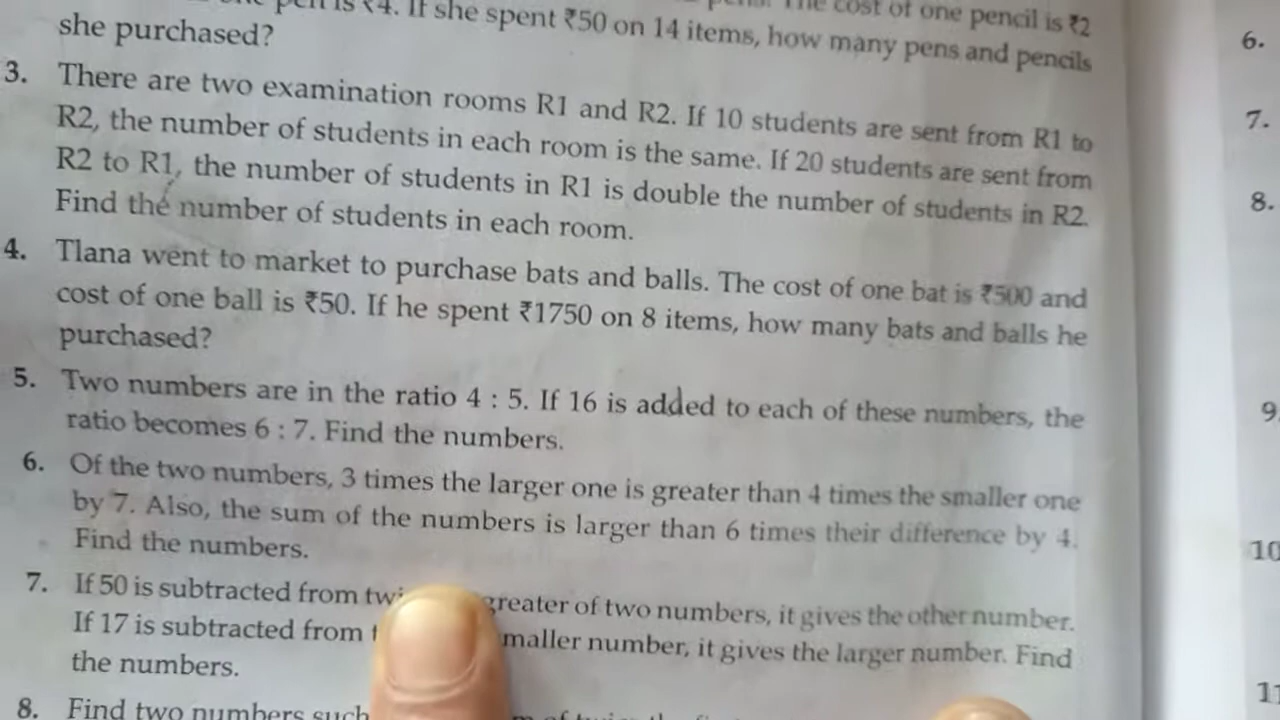 pen is ₹4. If she spent ₹50 on 14 items, how many pens and pencils
The cost of one pencil is ₹2
she purchased?
3. There are two examination rooms R1 and R2. If 10 students are sent from R1 to
R2, the number of students in each room is the same. If 20 students are sent from
R2 to R1, the number of students in R1 is double the number of students in R2.
Find the number of students in each room.
4. Tlana went to market to purchase bats and balls. The cost of one bat is ₹500 and
cost of one ball is ₹50. If he spent ₹1750 on 8 items, how many bats and balls he
purchased?
5. Two numbers are in the ratio 4 : 5. If 16 is added to each of these numbers, the
ratio becomes 6 : 7. Find the numbers.
6. Of the two numbers, 3 times the larger one is greater than 4 times the smaller one
by 7. Also, the sum of the numbers is larger than 6 times their difference by 4.
Find the numbers.
7. If 50 is subtracted from greater of two numbers, it gives the other number.
If 17 is subtracted from number, it gives the larger number. Find
the numbers.
8. Find two numbers such
6.
7.
8.
9.
10
11